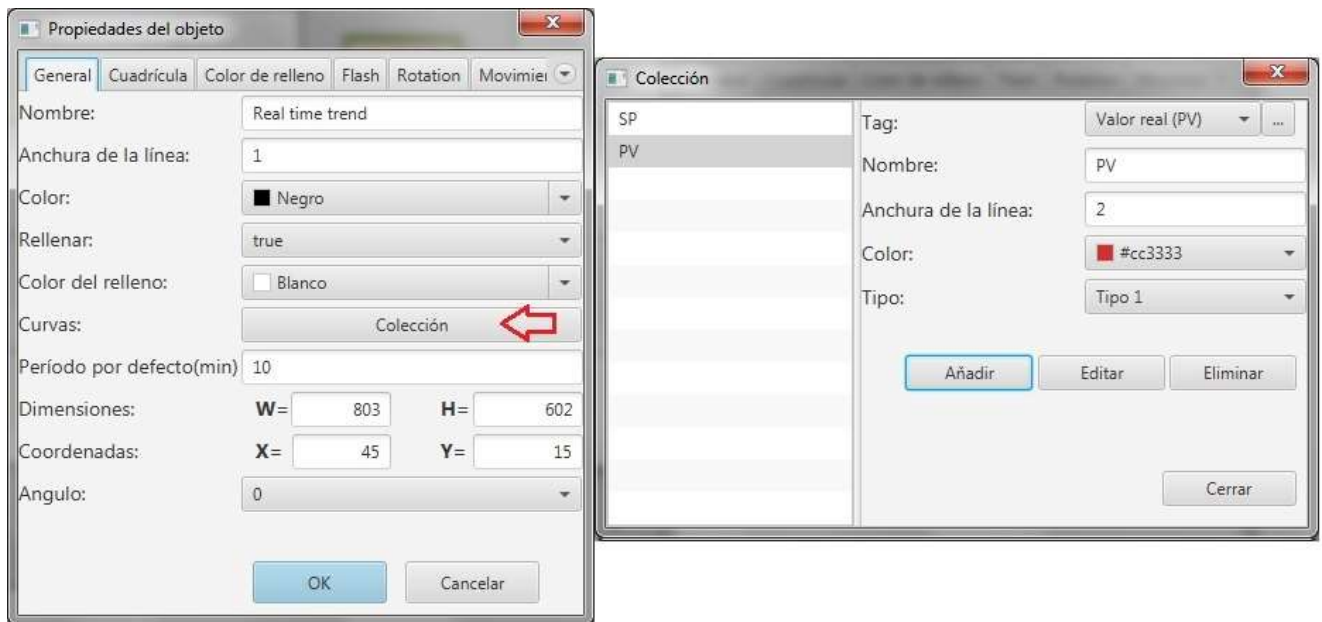 Propiedades del objeto
General Cuadrícula Color de relleno Flash Rotation Movimie
Nombre: Real time trend
Anchura de la línea: 1
Color: Negro
Rellenar: true
Color del relleno: Blanco
Curvas: Colección
Período por defecto(min) 10
Dimensiones: W= 803 H= 602
Coordenadas: X= 45 Y= 15
Angulo: 0
OK Cancelar
Colección
SP
PV
Tag: Valor real (PV) ...
Nombre: PV
Anchura de la línea: 2
Color: #cc3333
Tipo: Tipo 1
Añadir Editar Eliminar
Cerrar